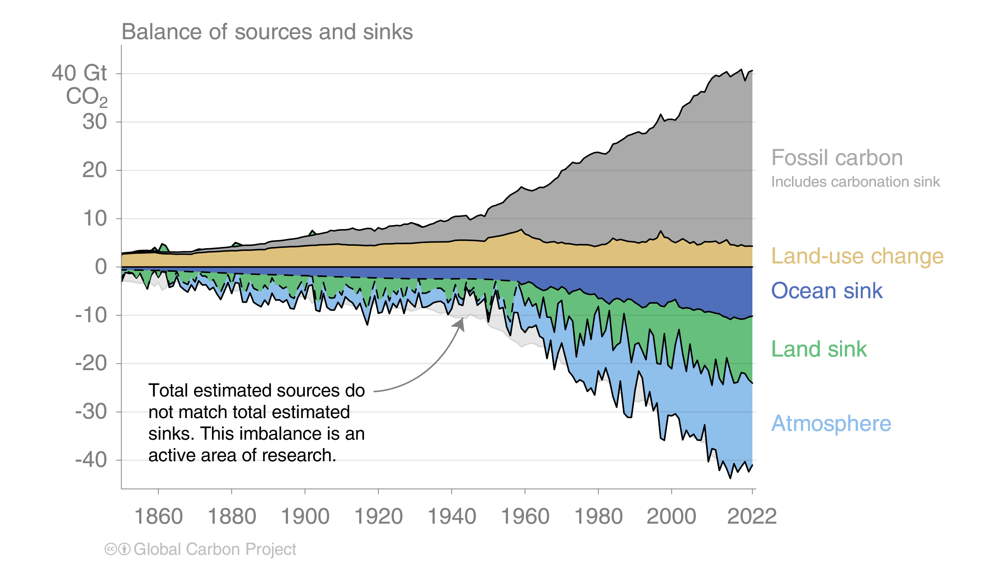 Balance of sources and sinks
40 Gt
CO₂
30
20
10
0
-10
-20
-30
-40
Fossil carbon
Includes carbonation sink
Land-use change
Ocean sink
Land sink
Atmosphere
Total estimated sources do
not match total estimated
sinks. This imbalance is an
active area of research.
1860 1880 1900 1920 1940 1960 1980 2000 2022
cc Global Carbon Project